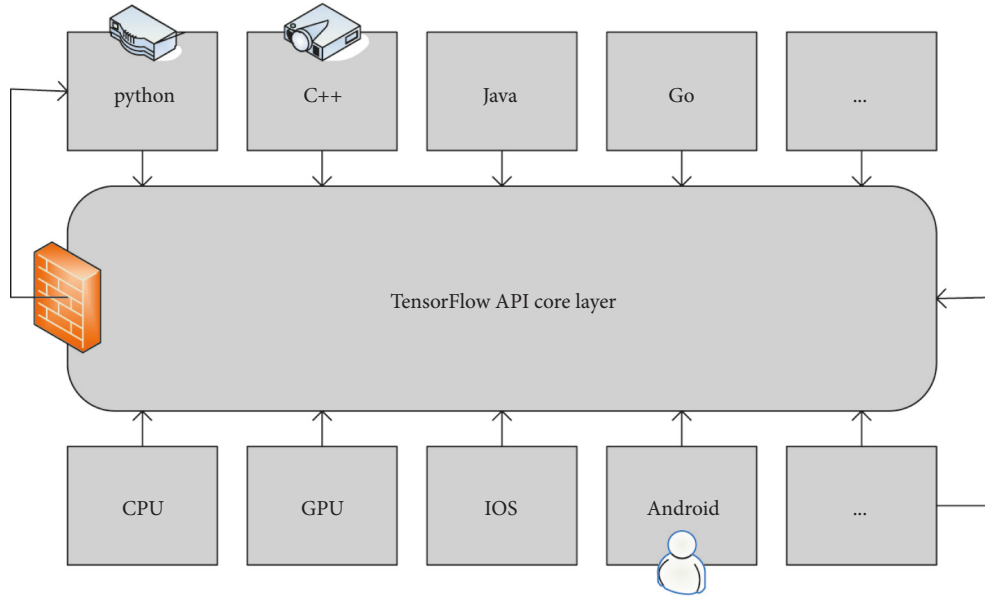 python
C++
Java
Go
...
TensorFlow API core layer
CPU
GPU
IOS
Android
...